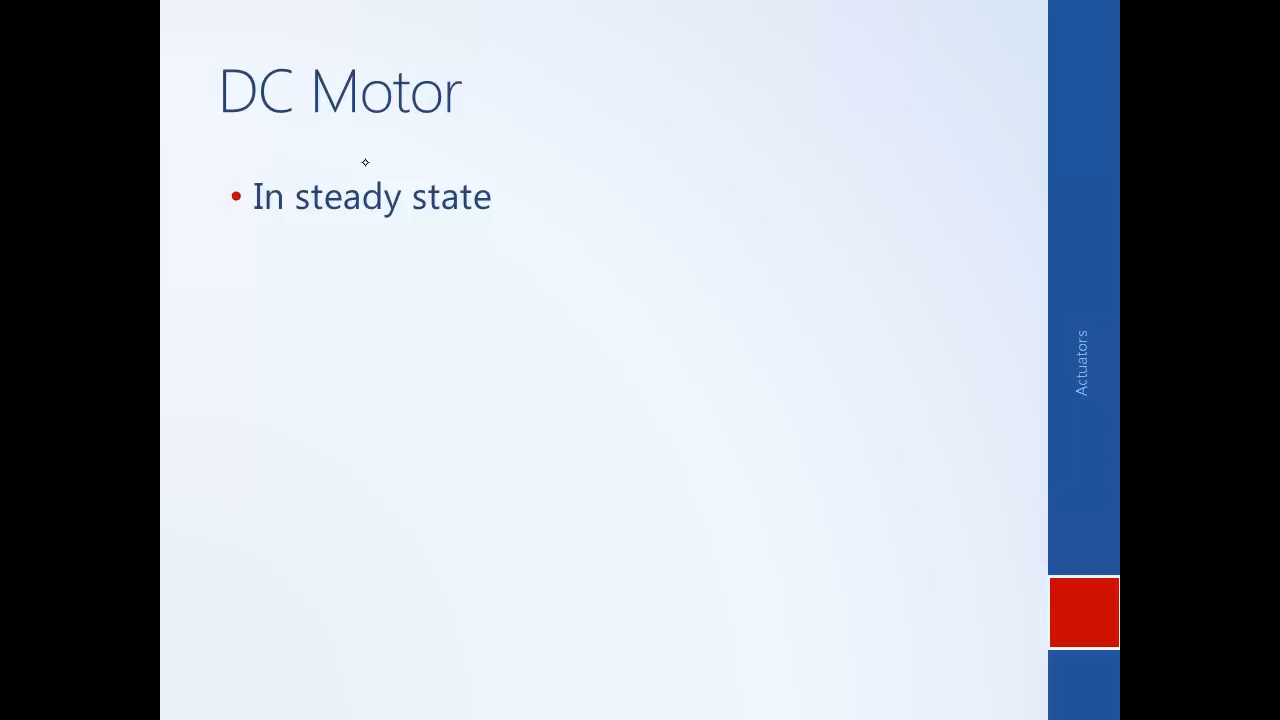 DC Motor
• In steady state
Actuators